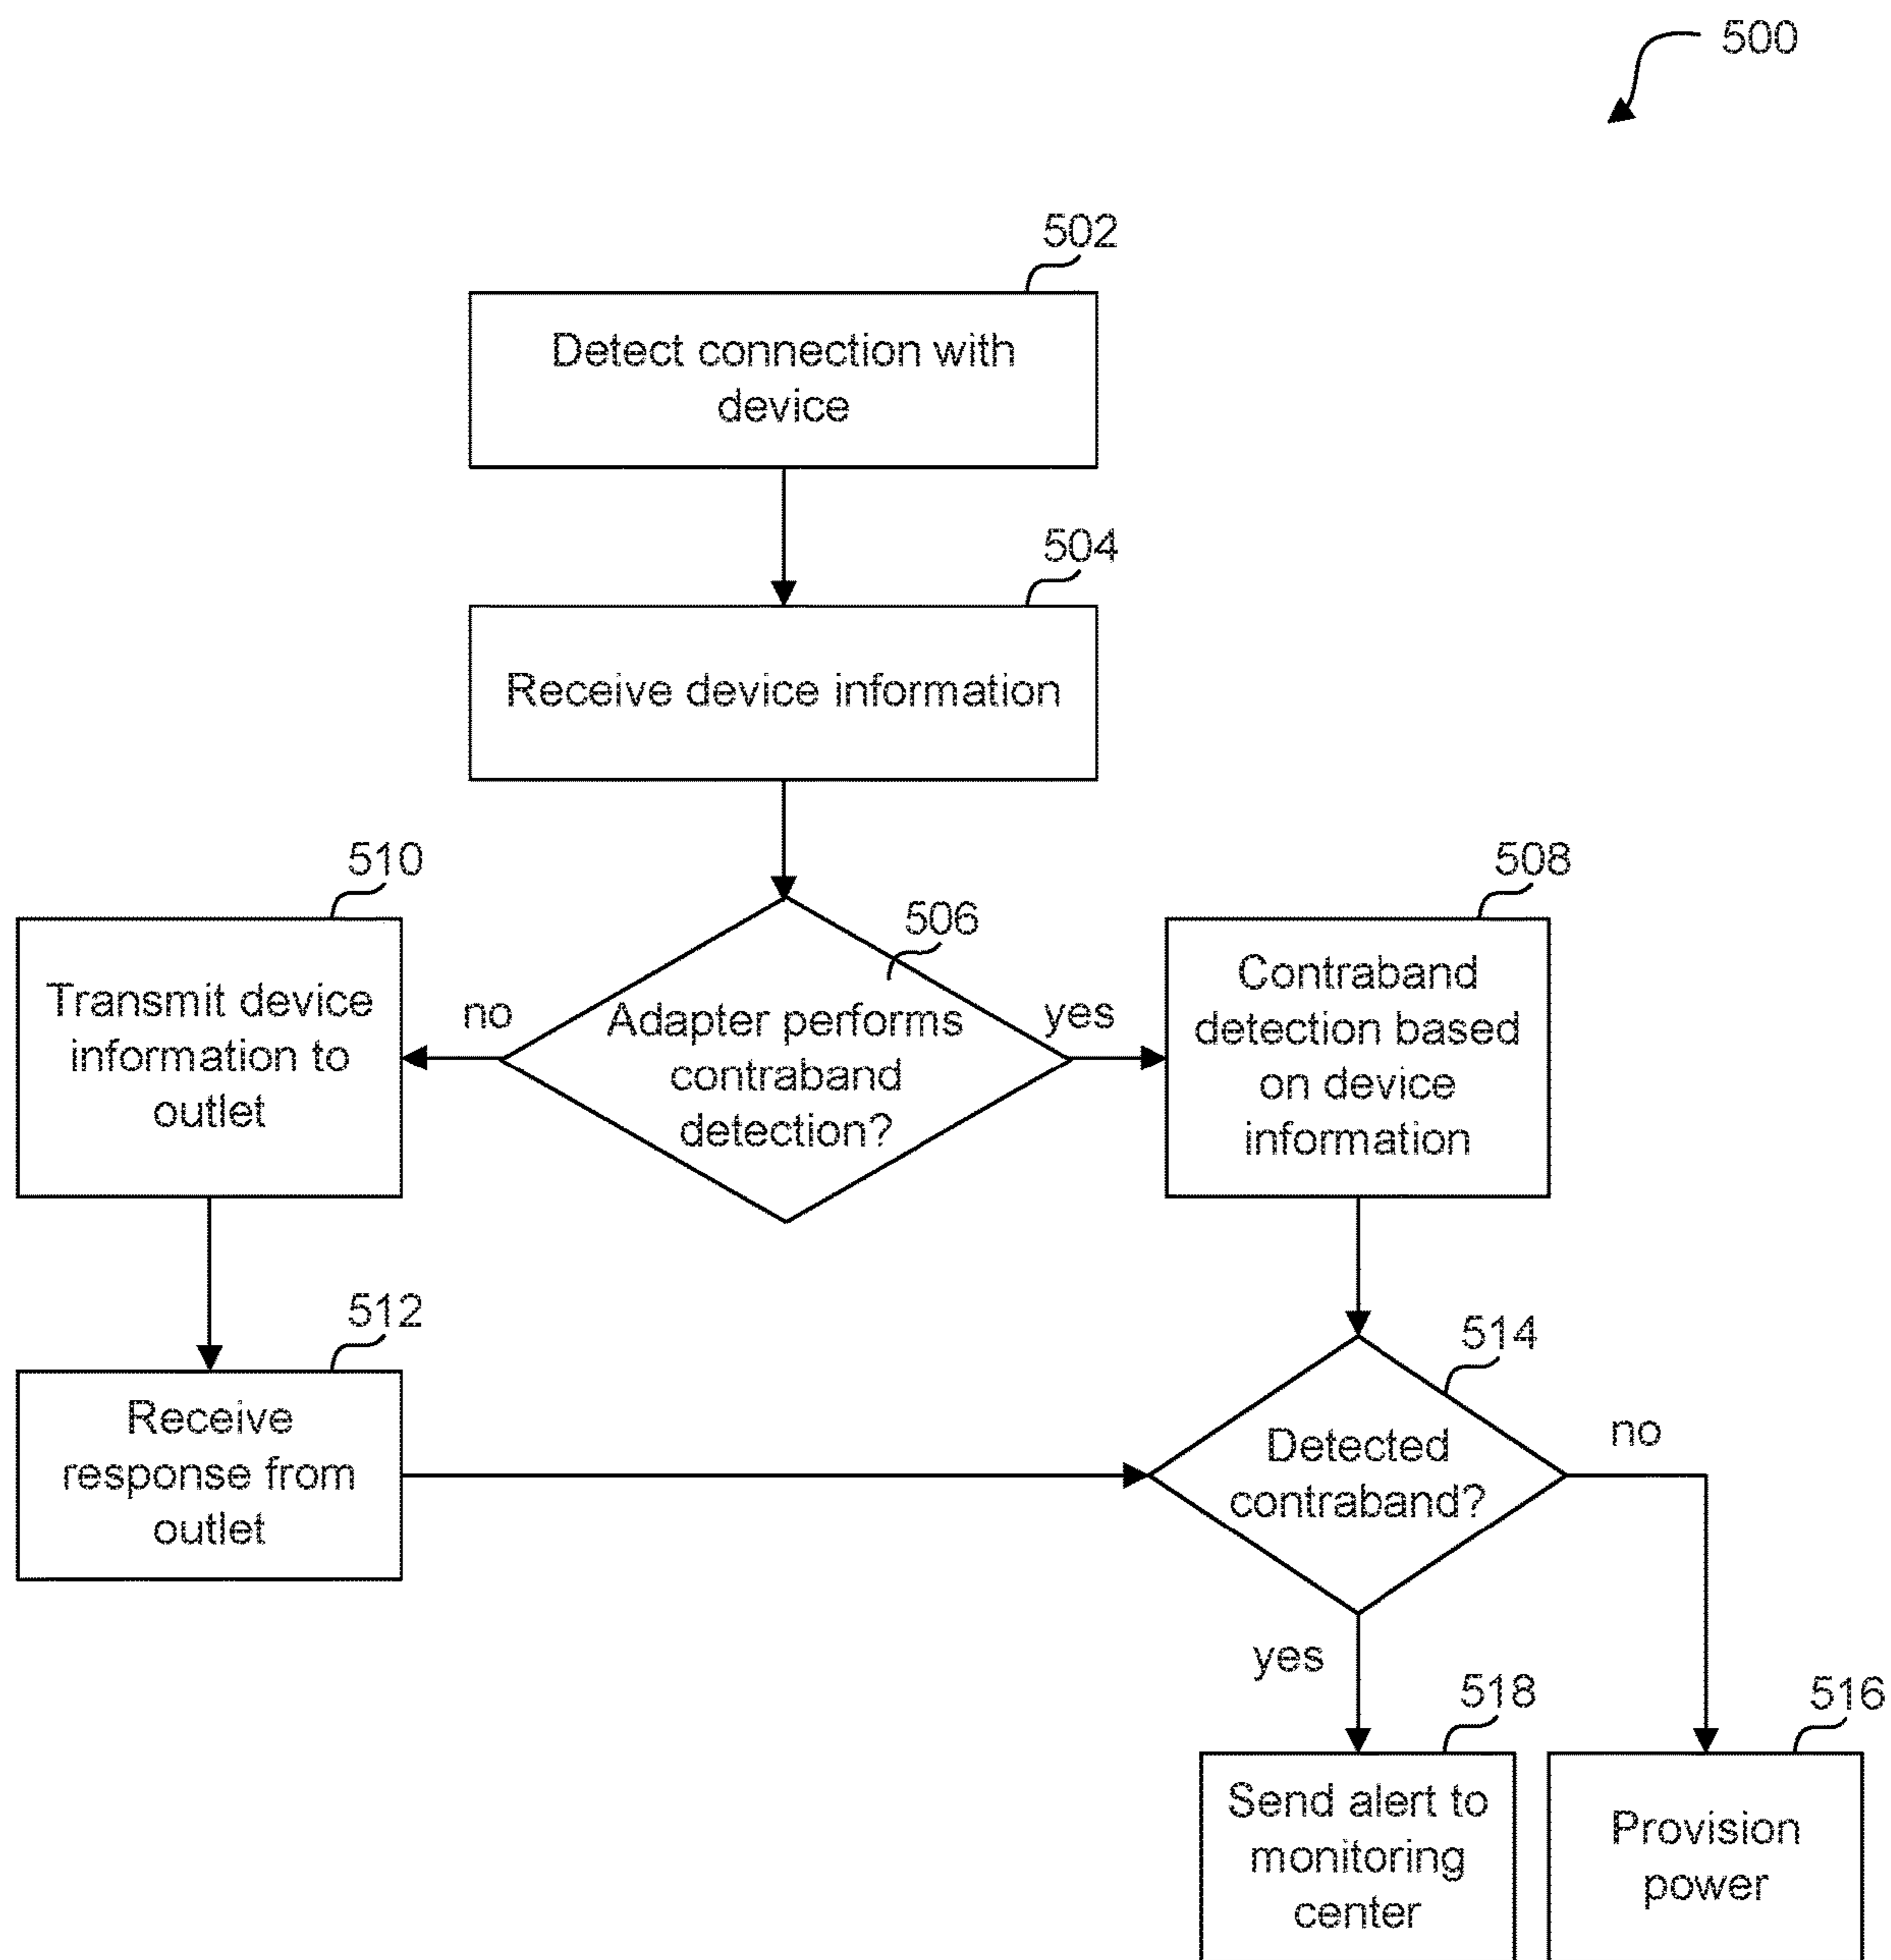 500
502
Detect connection with
device
504
Receive device information
510
508
506
Transmit device
information to
outlet
no
Adapter performs
contraband
detection?
yes
Contraband
detection based
on device
information
512
514
Receive
response from
outlet
Detected
contraband?
no
yes
518
516
Send alert to
monitoring
center
Provision
power